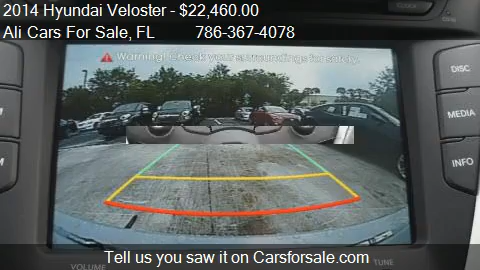 2014 Hyundai Veloster - $22,460.00
Ali Cars For Sale, FL 786-367-4078
Warning! Check your surroundings for safety.
DISC
MEDIA
INFO
VOLUME
TUNE
Tell us you saw it on Carsforsale.com